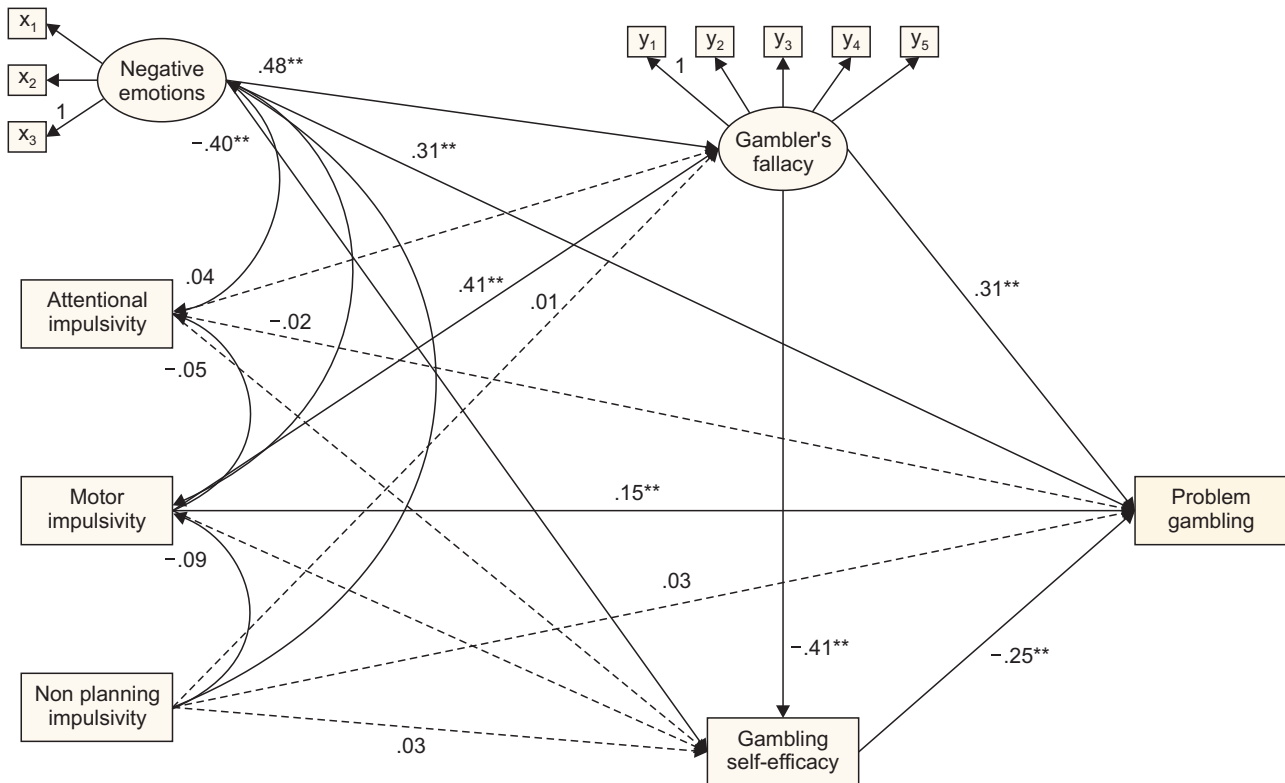 x1
x2
1
x3
Negative
emotions
.48**
−.40**
y1
y2
y3
y4
y5
1
Gambler's
fallacy
.31**
Attentional
impulsivity
.04
−.05
−.02
.41**
.01
.31**
Motor
impulsivity
−.09
.15**
.03
Problem
gambling
Non planning
impulsivity
.03
−.41**
−.25**
Gambling
self-efficacy